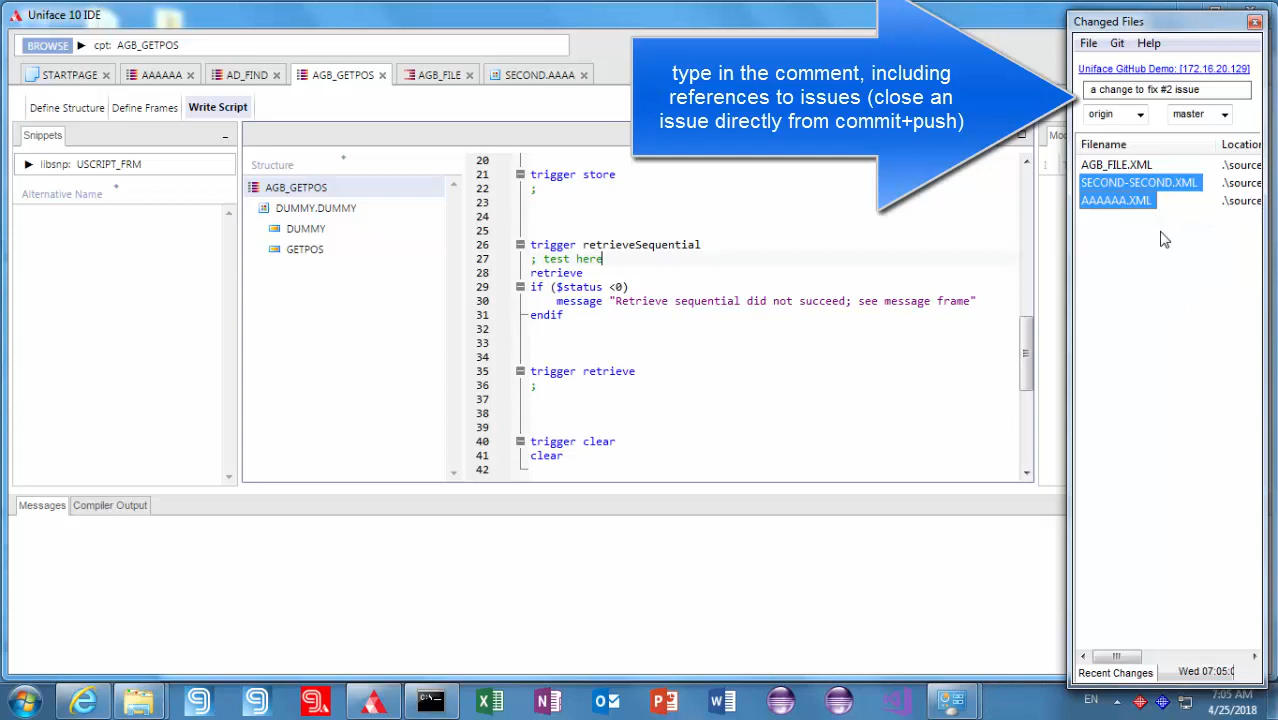 Uniface 10 IDE
BROWSE cpt: AGB_GETPOS
STARTPAGE AAAAAA AD_FIND AGB_GETPOS AGB_FILE SECOND.AAAA
Define Structure Define Frames Write Script
Snippets
libsnp: USCRIPT_FRM
Alternative Name
Structure
AGB_GETPOS
DUMMY.DUMMY
DUMMY
GETPOS
20
21 trigger store
22 ;
23
24
25
26 trigger retrieveSequential
27 ; test here
28 retrieve
29 if ($status <0)
30 message "Retrieve sequential did not succeed; see message frame"
31 endif
32
33
34
35 trigger retrieve
36 ;
37
38
39
40 trigger clear
41 clear
42
Messages Compiler Output
type in the comment, including
references to issues (close an
issue directly from commit+push)
Changed Files
File Git Help
Uniface GitHub Demo: [172.16.20.129]
a change to fix #2 issue
origin master
Filename Location
AGB_FILE.XML .\source
SECOND-SECOND.XML .\source
AAAAAA.XML .\source
Recent Changes Wed 07:05:
EN
7:05 AM
4/25/2018